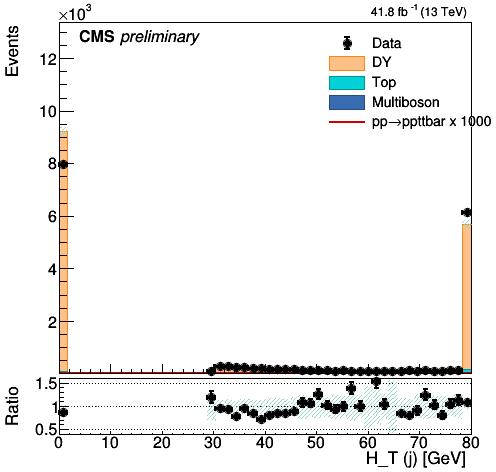 ×10³
41.8 fb⁻¹ (13 TeV)
Events
CMS preliminary
Data
DY
Top
Multiboson
pp→ppttbar x 1000
12
10
8
6
4
2
Ratio
1.5
1
0.5
0 10 20 30 40 50 60 70 80
H_T (j) [GeV]